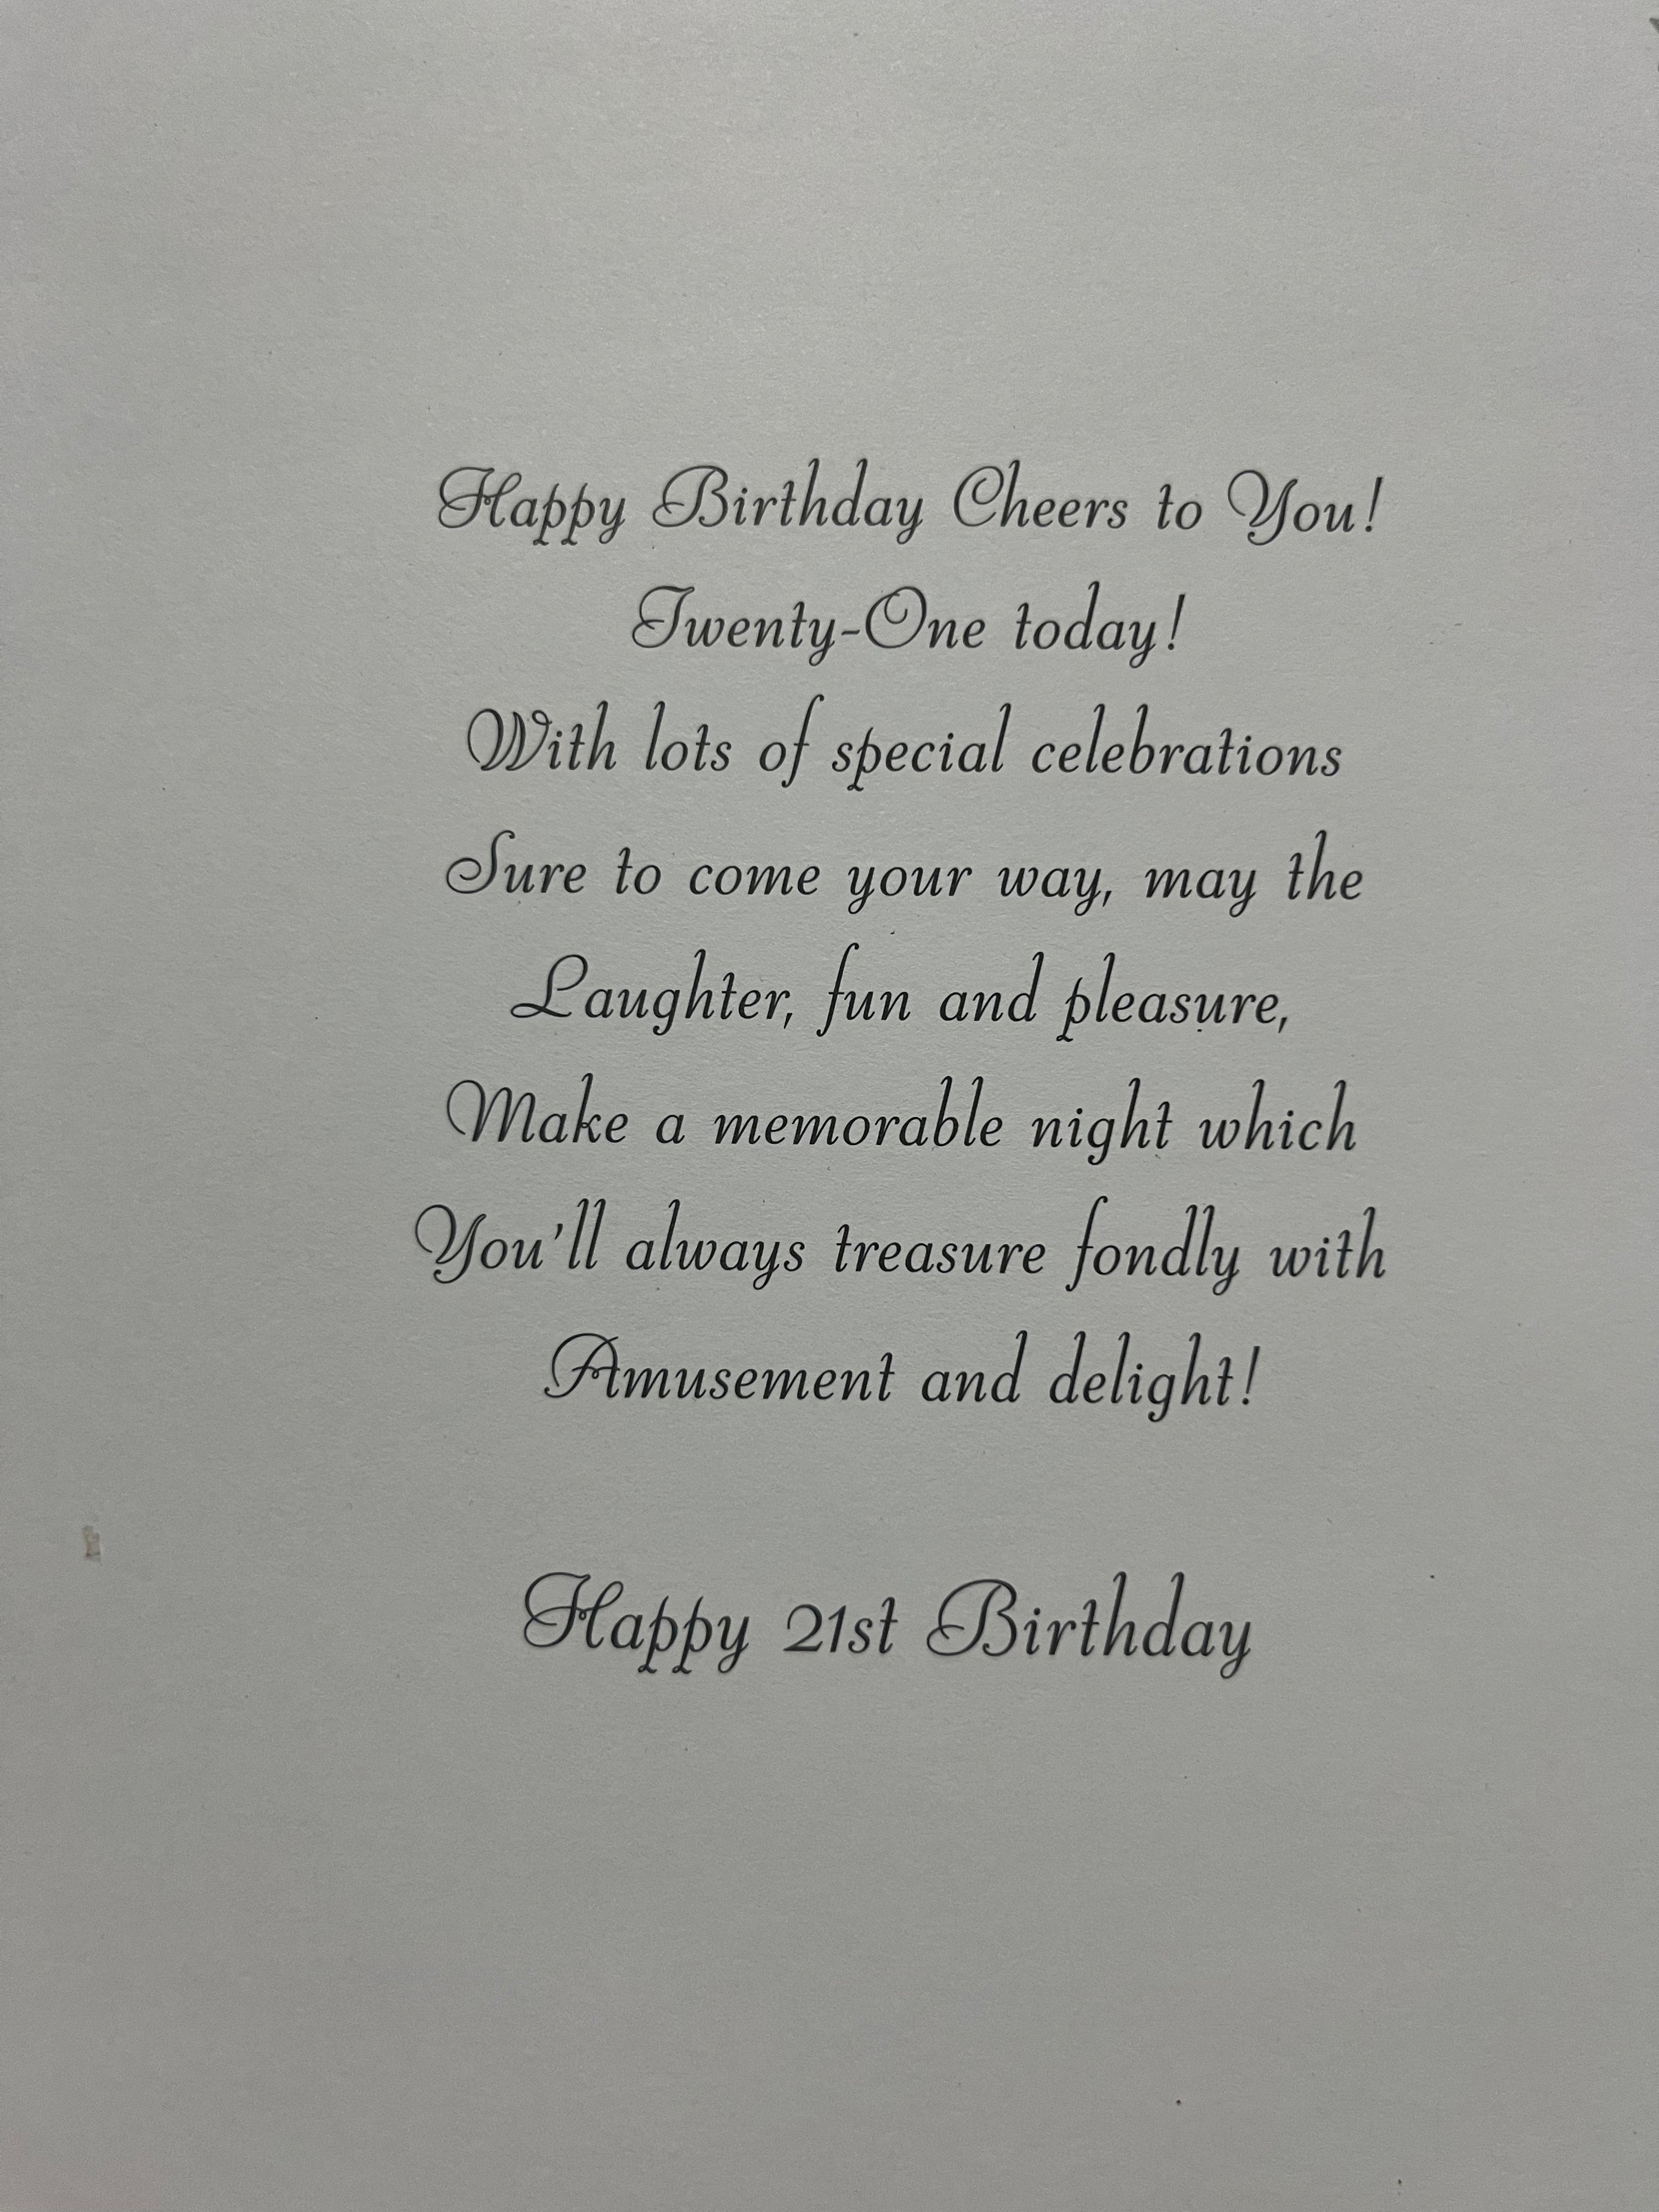 Happy Birthday Cheers to You!
Twenty-One today!
With lots of special celebrations
Sure to come your way, may the
Laughter, fun and pleasure,
Make a memorable night which
You'll always treasure fondly with
Amusement and delight!
Happy 21st Birthday